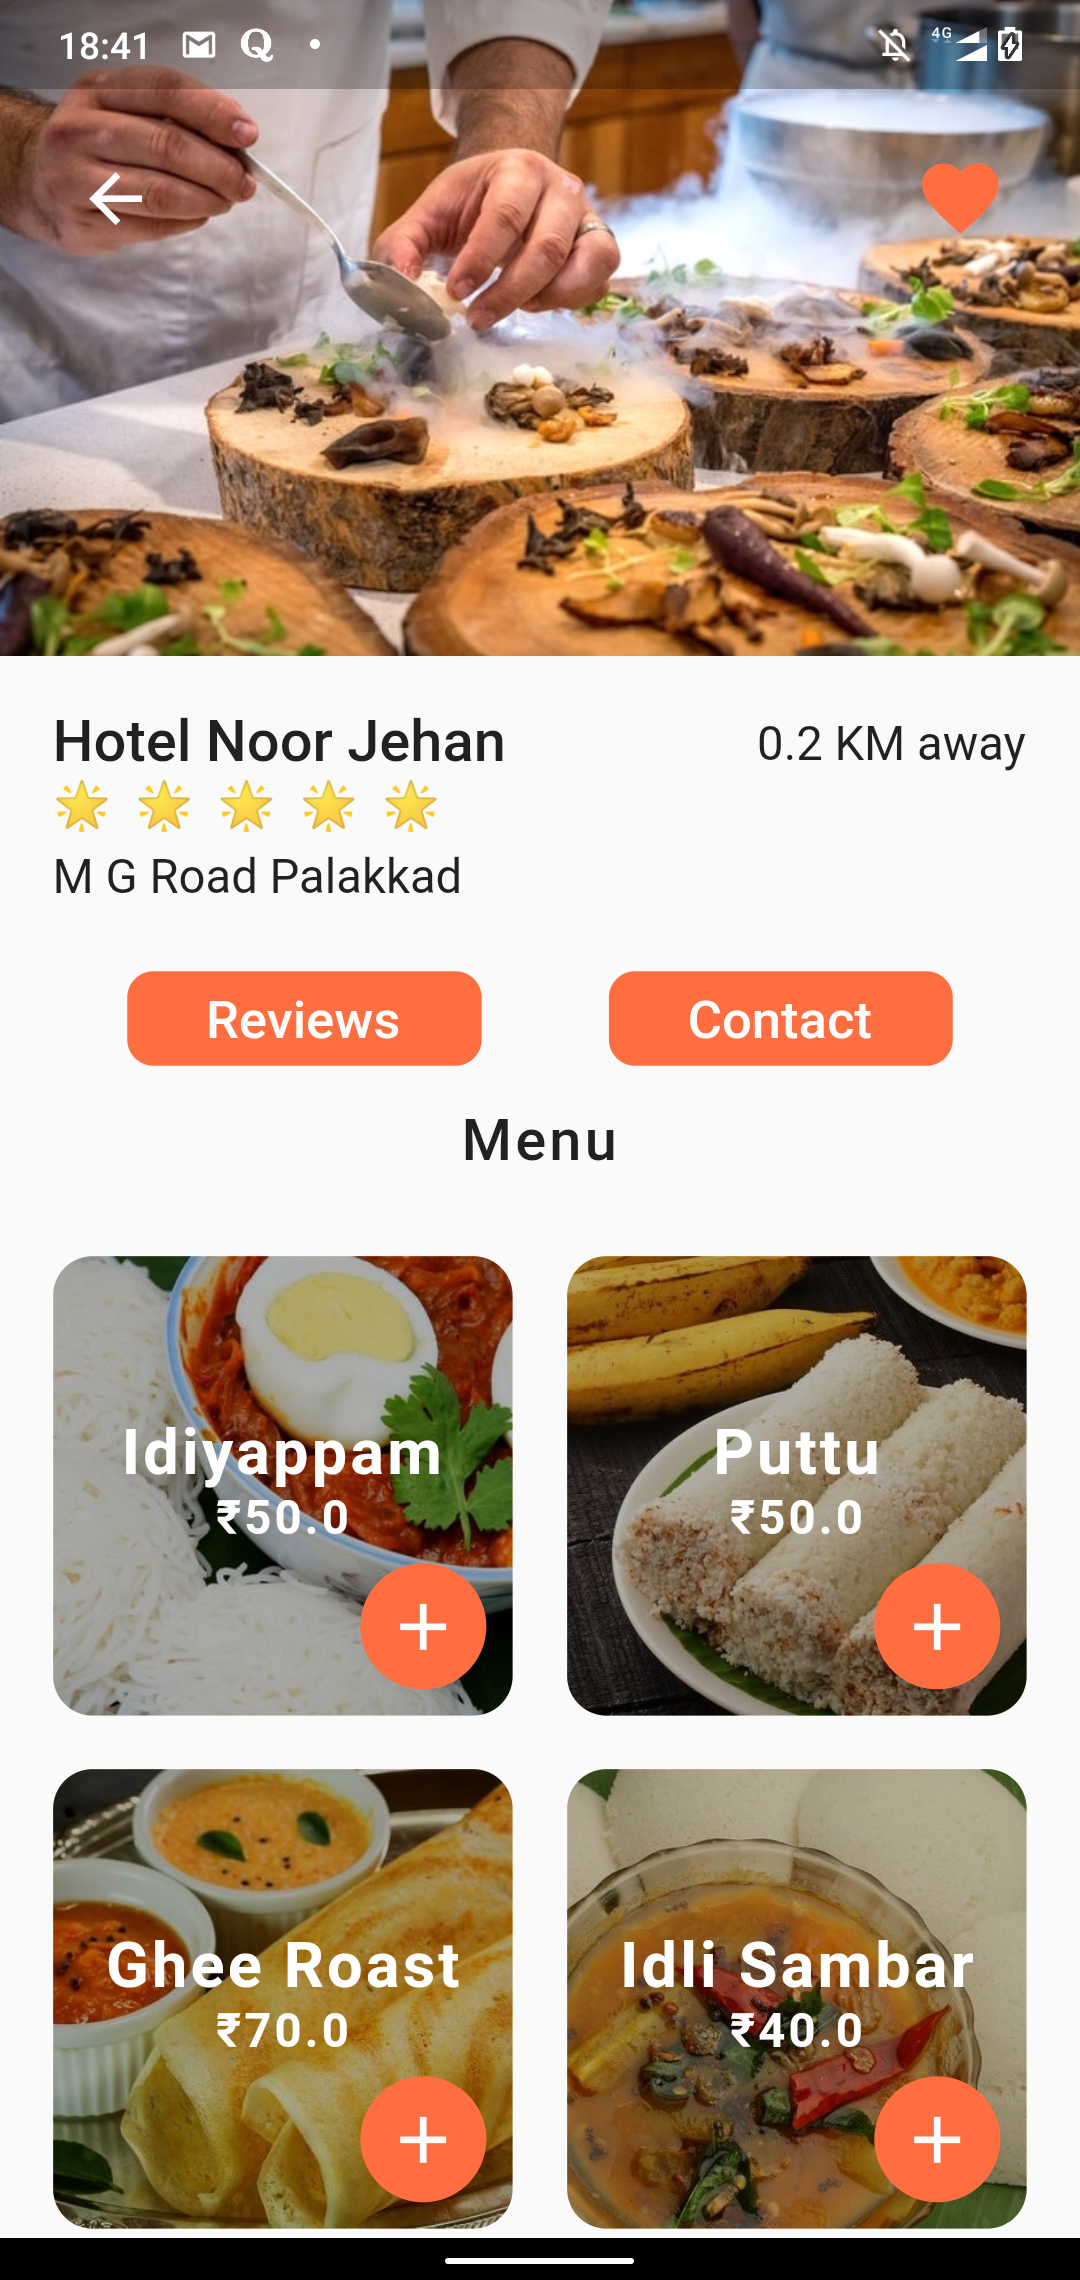 18:41
4G
Hotel Noor Jehan
0.2 KM away
M G Road Palakkad
Reviews
Contact
Menu
Idiyappam
₹50.0
Puttu
₹50.0
Ghee Roast
₹70.0
Idli Sambar
₹40.0